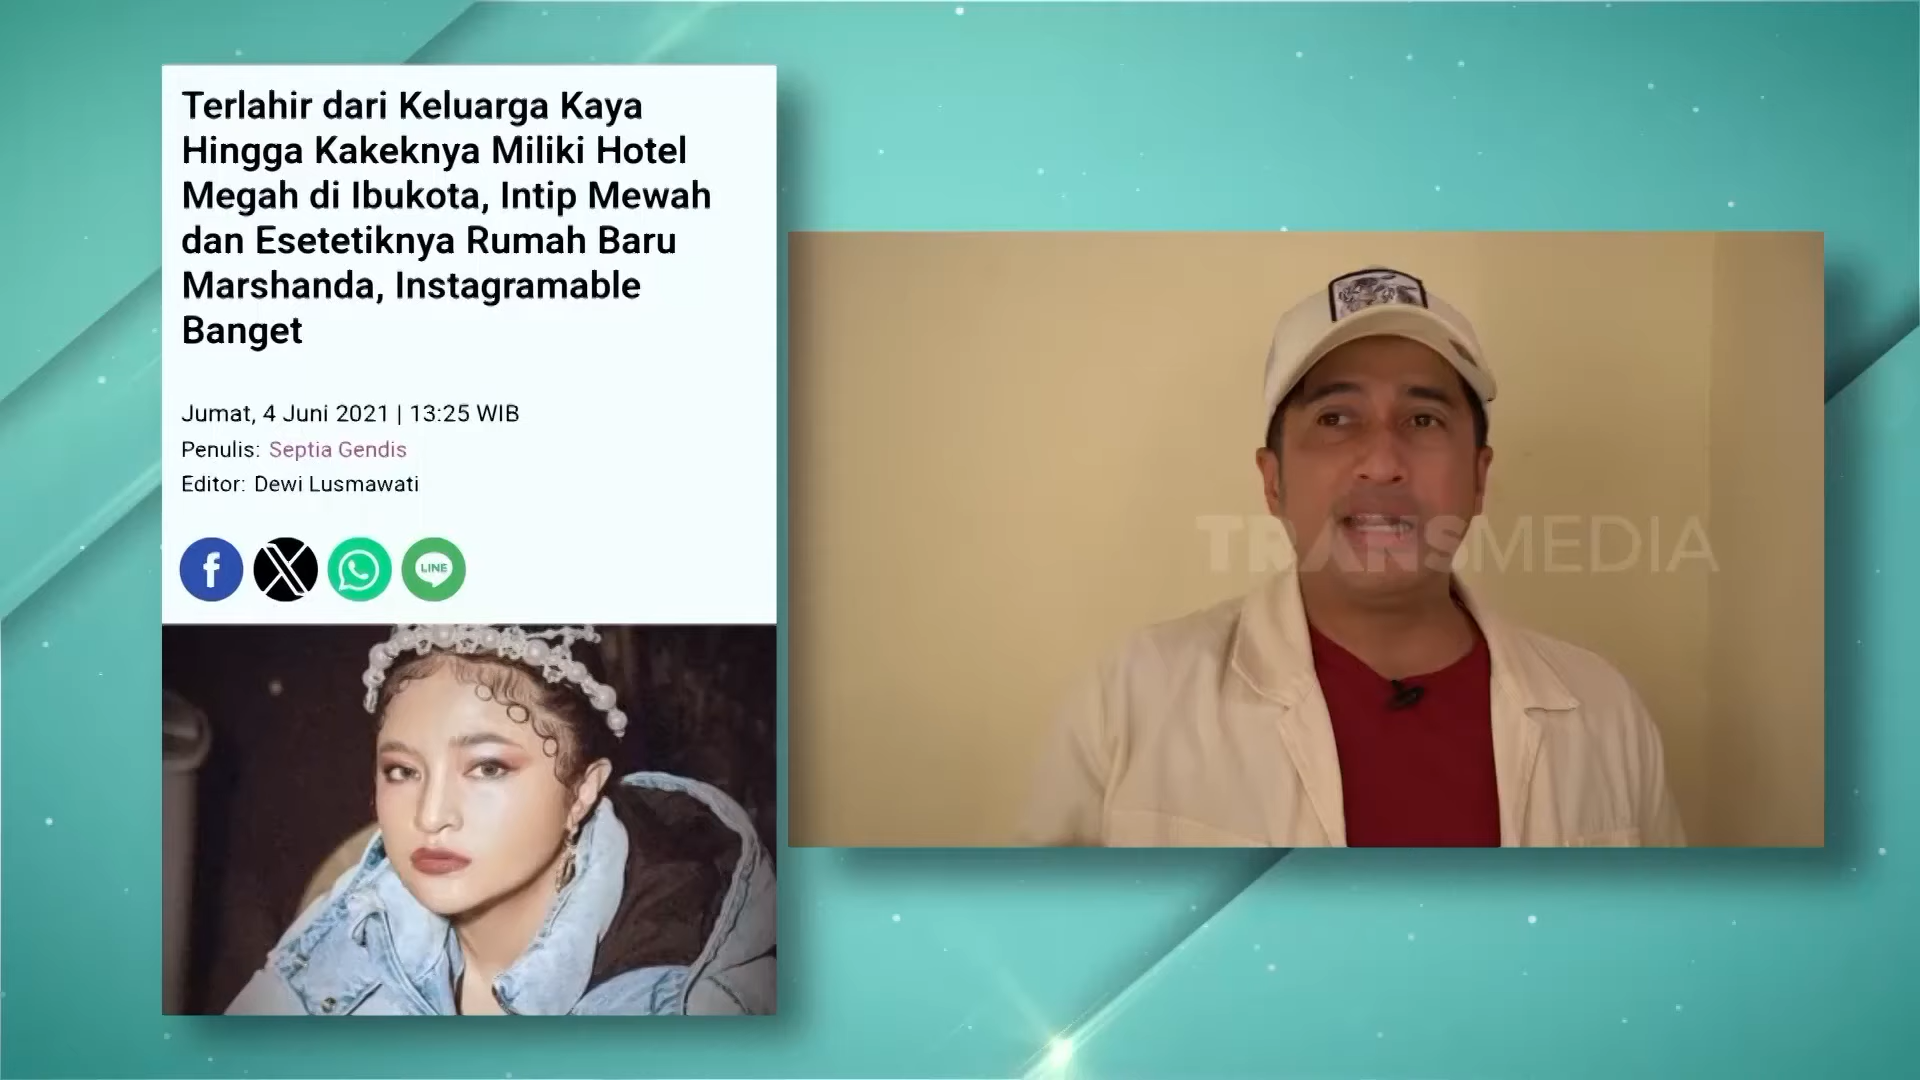 Terlahir dari Keluarga Kaya
Hingga Kakeknya Miliki Hotel
Megah di Ibukota, Intip Mewah
dan Esetetiknya Rumah Baru
Marshanda, Instagramable
Banget
Jumat, 4 Juni 2021 | 13:25 WIB
Penulis: Septia Gendis
Editor: Dewi Lusmawati
LINE
TRANSMEDIA